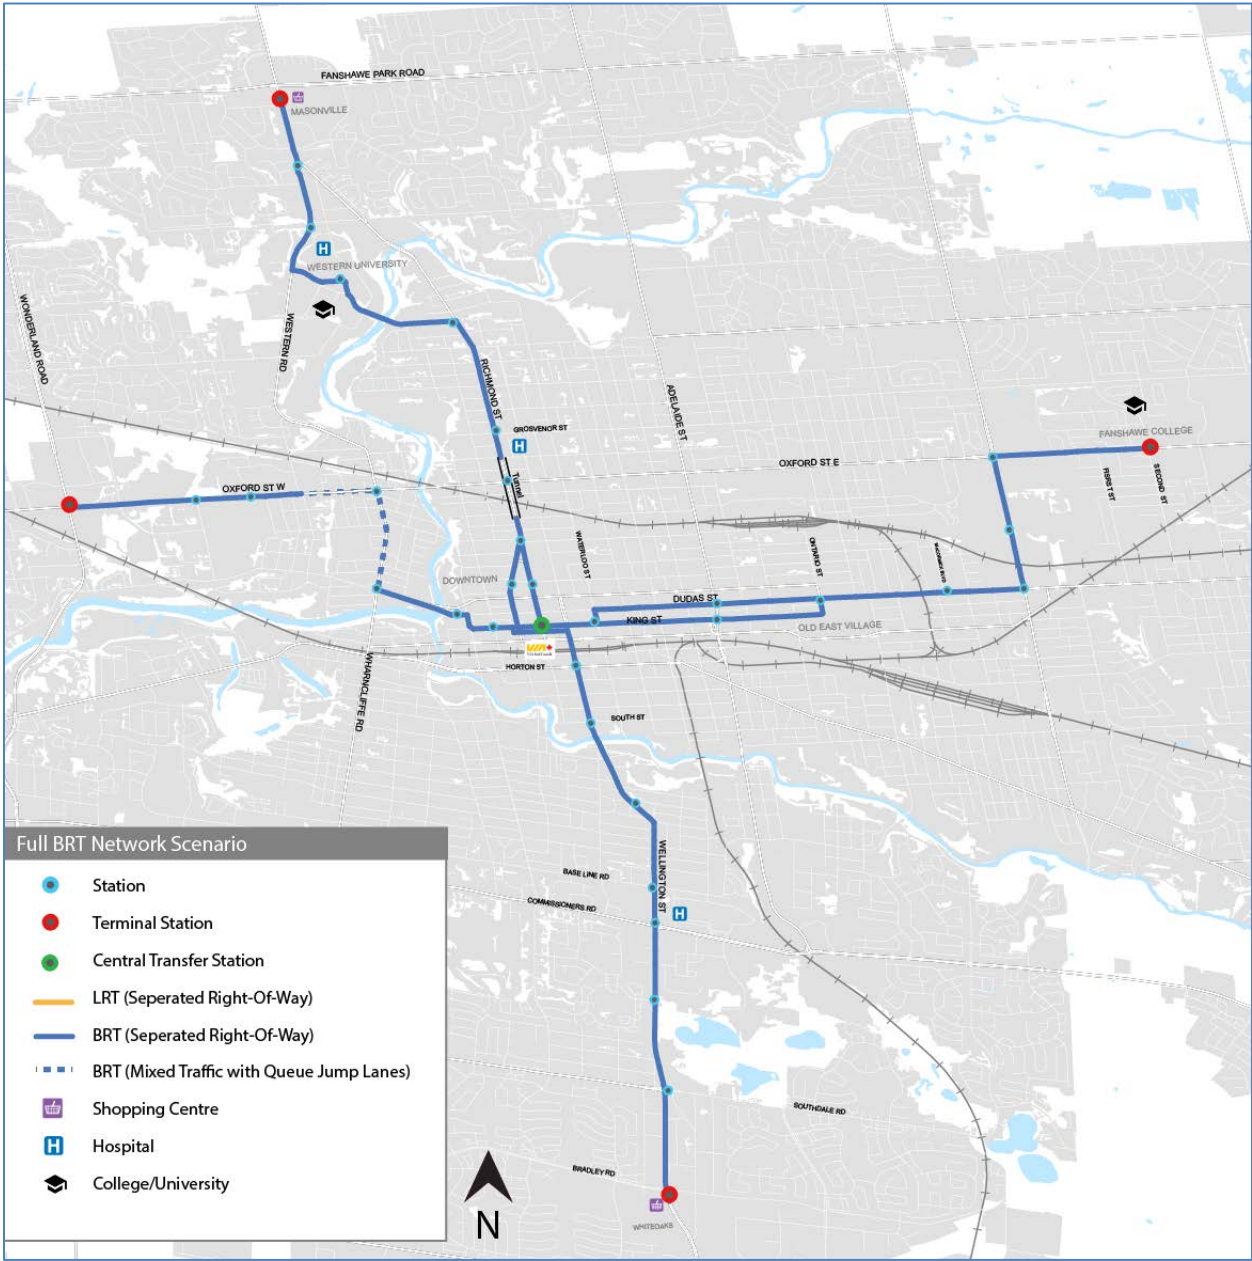 FANSHAWE PARK ROAD
MASONVILLE
H
WESTERN UNIVERSITY
WONDERLAND ROAD
WESTERN RD
RICHMOND ST
GROSVENOR ST
H
ADELAIDE ST
FANSHAWE COLLEGE
OXFORD ST E
SECOND ST
Tunnel
OXFORD ST W
WATERLOO ST
ONTARIO ST
DOWNTOWN
DUDAS ST
KING ST
OLD EAST VILLAGE
VIA
HORTON ST
WHARNCLIFFE RD
SOUTH ST
WELLINGTON ST
BASE LINE RD
COMMISSIONERS RD
H
SOUTHDALE RD
BRADLEY RD
WHITEOAKS
N
Full BRT Network Scenario
Station
Terminal Station
Central Transfer Station
LRT (Seperated Right-Of-Way)
BRT (Seperated Right-Of-Way)
BRT (Mixed Traffic with Queue Jump Lanes)
Shopping Centre
H Hospital
College/University